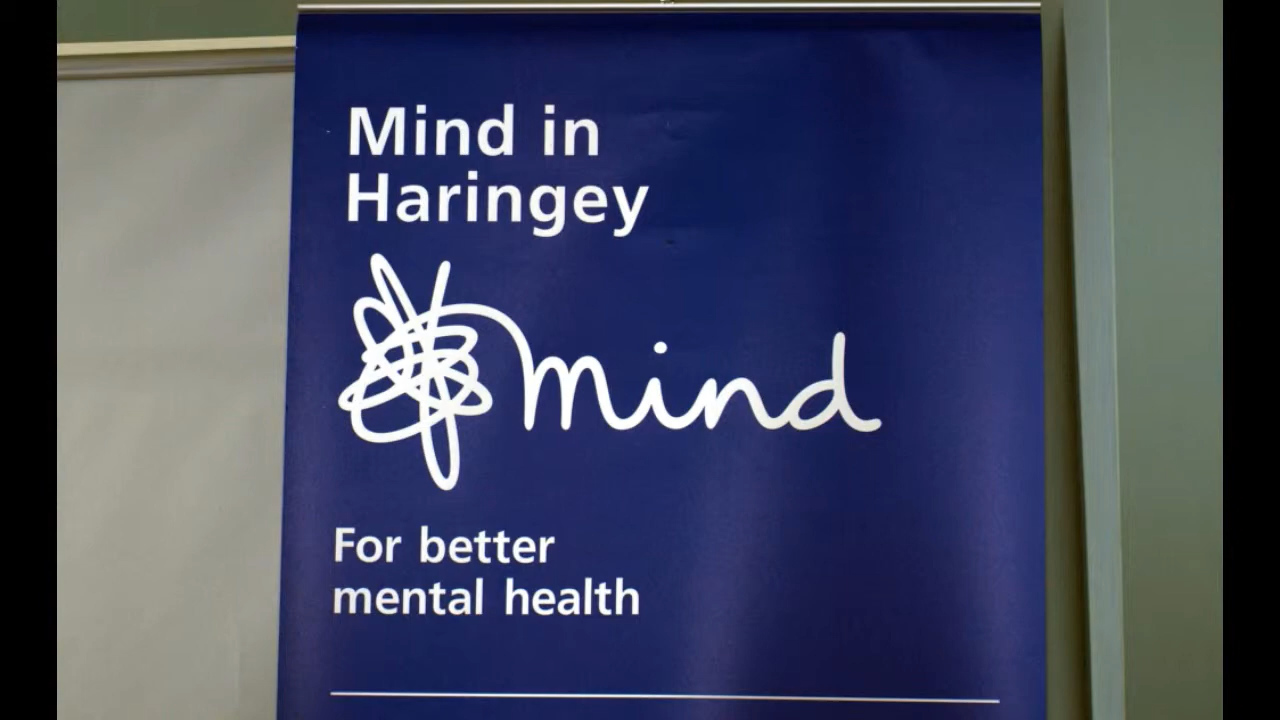 Mind in
Haringey
mind
For better
mental health